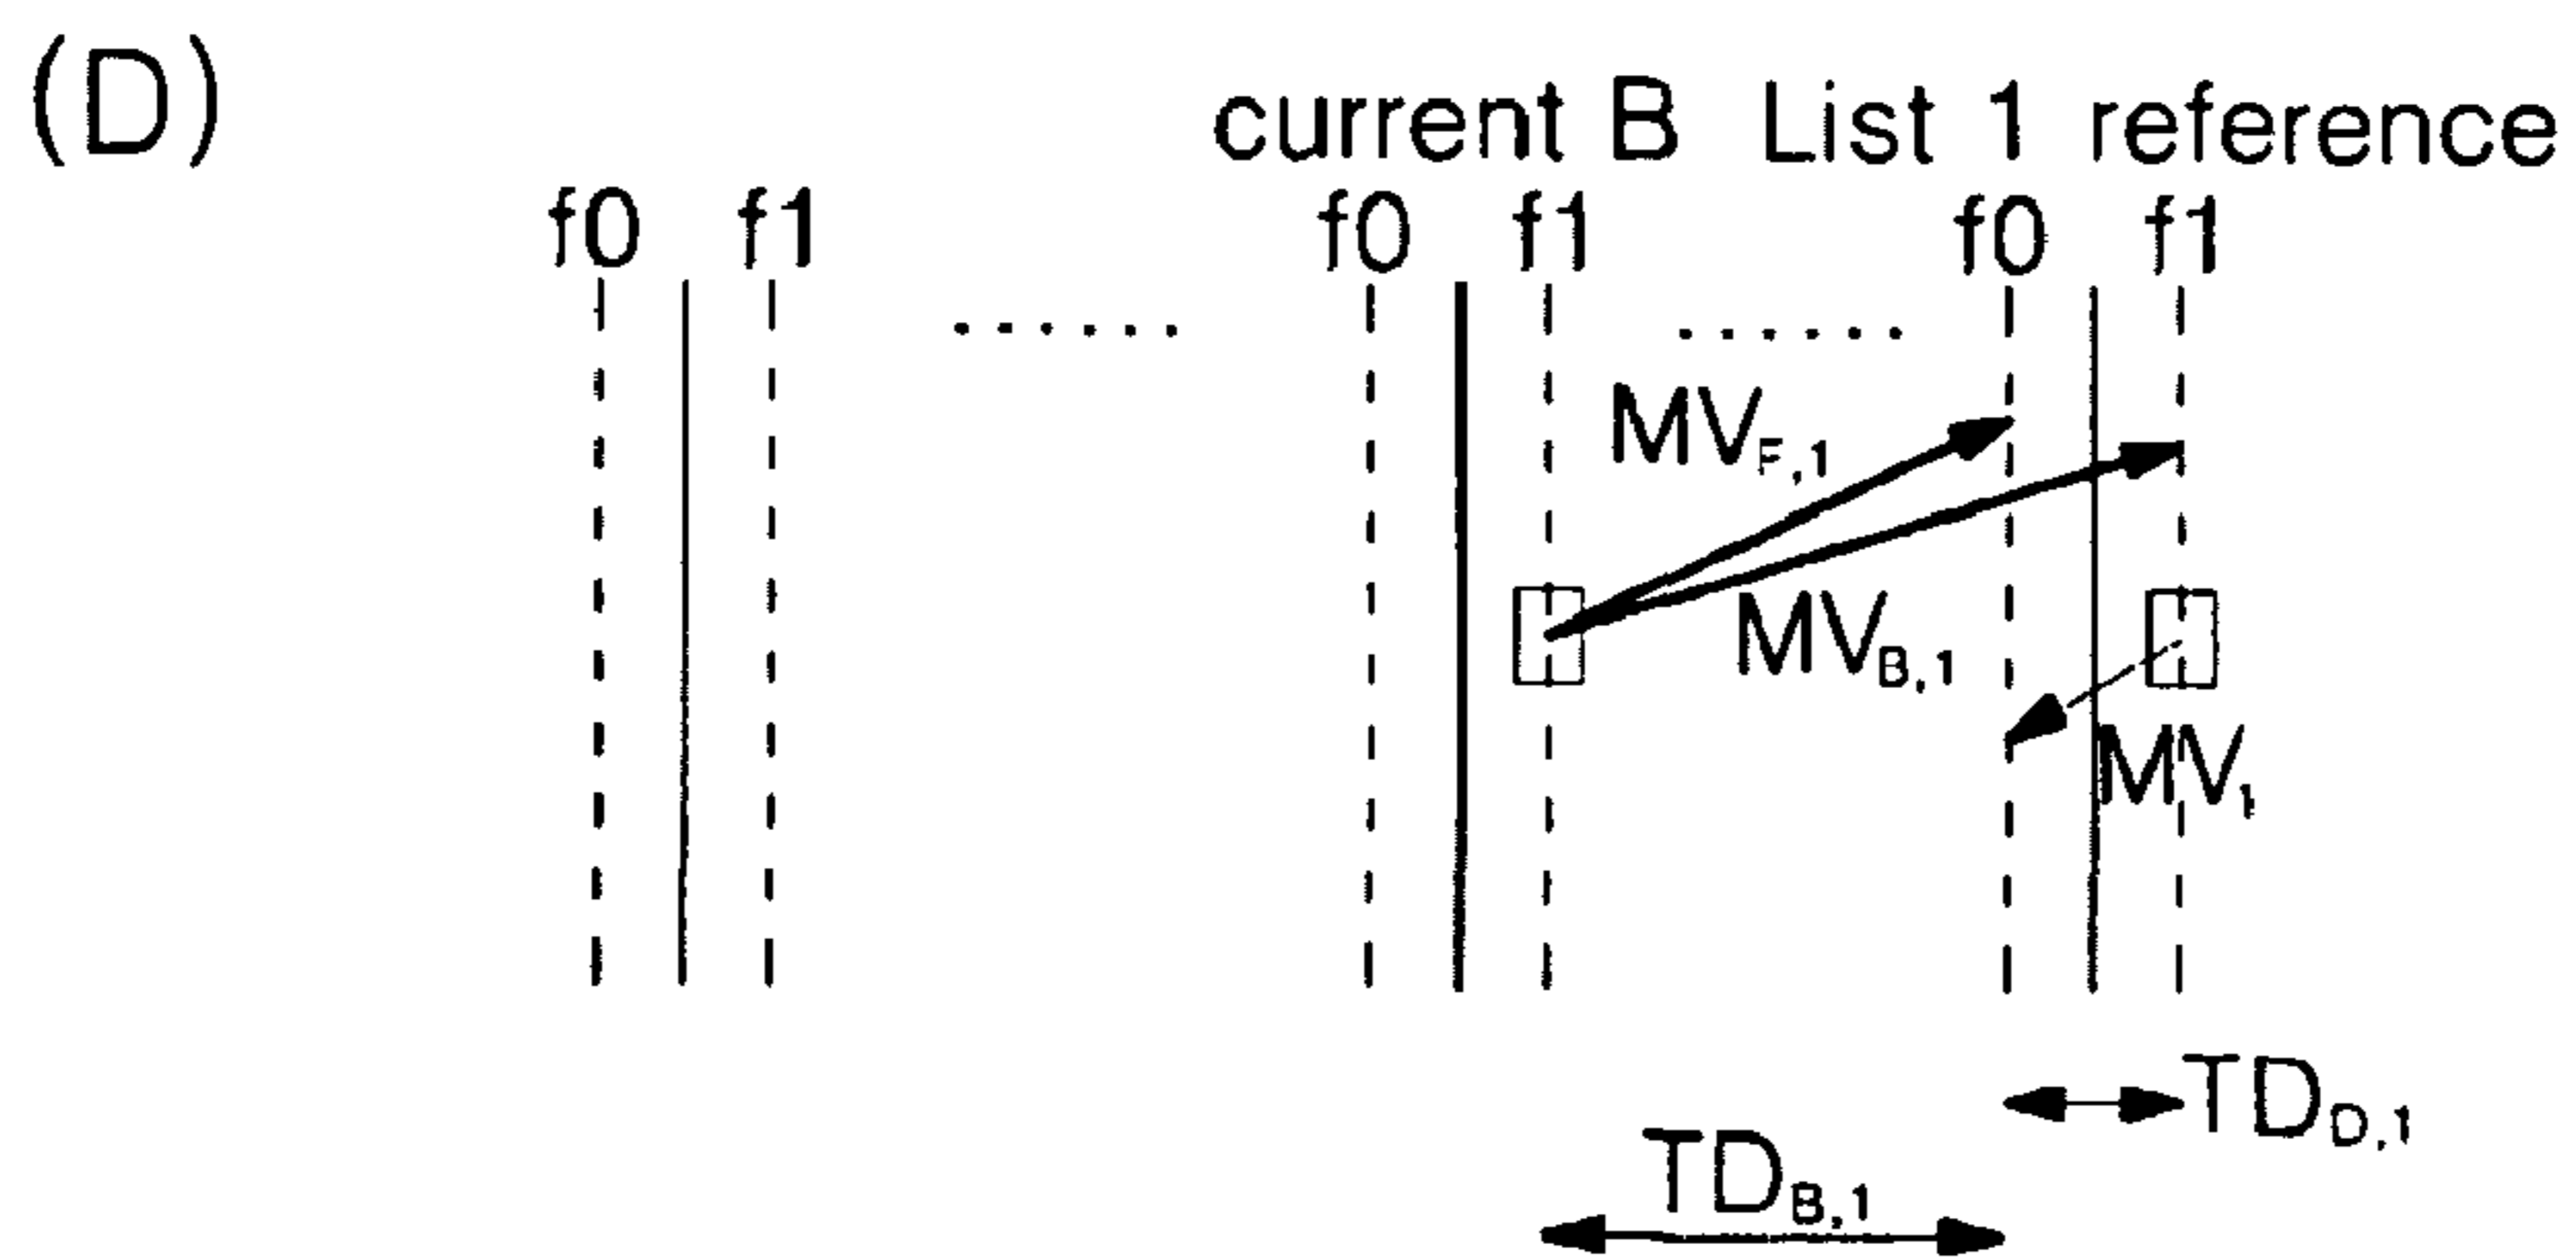 (D)
current B List 1 reference
f0 f1 f0 f1 f0 f1
......
......
MV_F,1
MV_B,1
MV_1
TD_D,1
TD_B,1